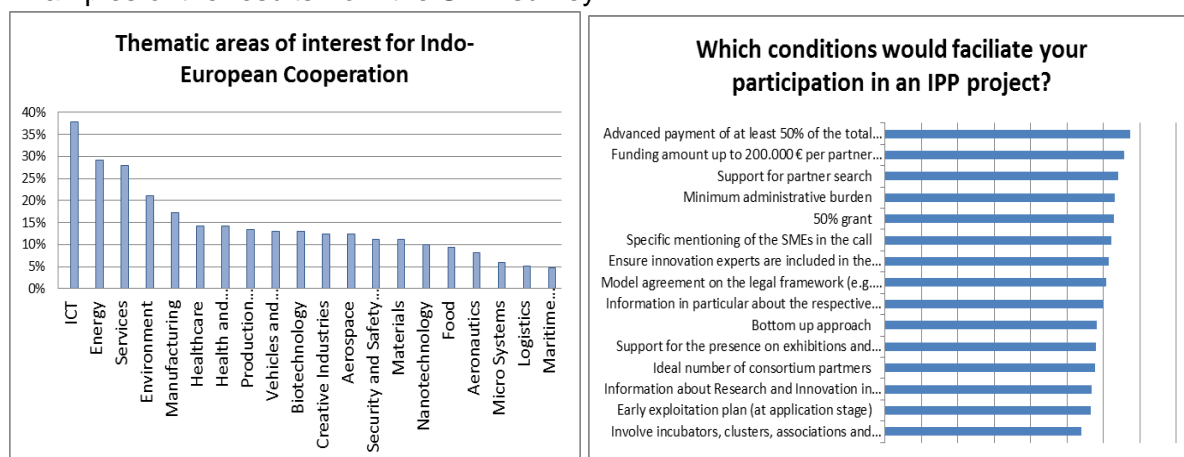 Thematic areas of interest for Indo-
European Cooperation
40%
35%
30%
25%
20%
15%
10%
5%
0%
ICT
Energy
Services
Environment
Manufacturing
Healthcare
Health and...
Production...
Vehicles and...
Biotechnology
Creative Industries
Aerospace
Security and Safety...
Materials
Nanotechnology
Food
Aeronautics
Micro Systems
Logistics
Maritime...
Which conditions would faciliate your
participation in an IPP project?
Advanced payment of at least 50% of the total...
Funding amount up to 200.000 € per partner...
Support for partner search
Minimum administrative burden
50% grant
Specific mentioning of the SMEs in the call
Ensure innovation experts are included in the...
Model agreement on the legal framework (e.g....
Information in particular about the respective...
Bottom up approach
Support for the presence on exhibitions and...
Ideal number of consortium partners
Information about Research and Innovation in...
Early exploitation plan (at application stage)
Involve incubators, clusters, associations and...